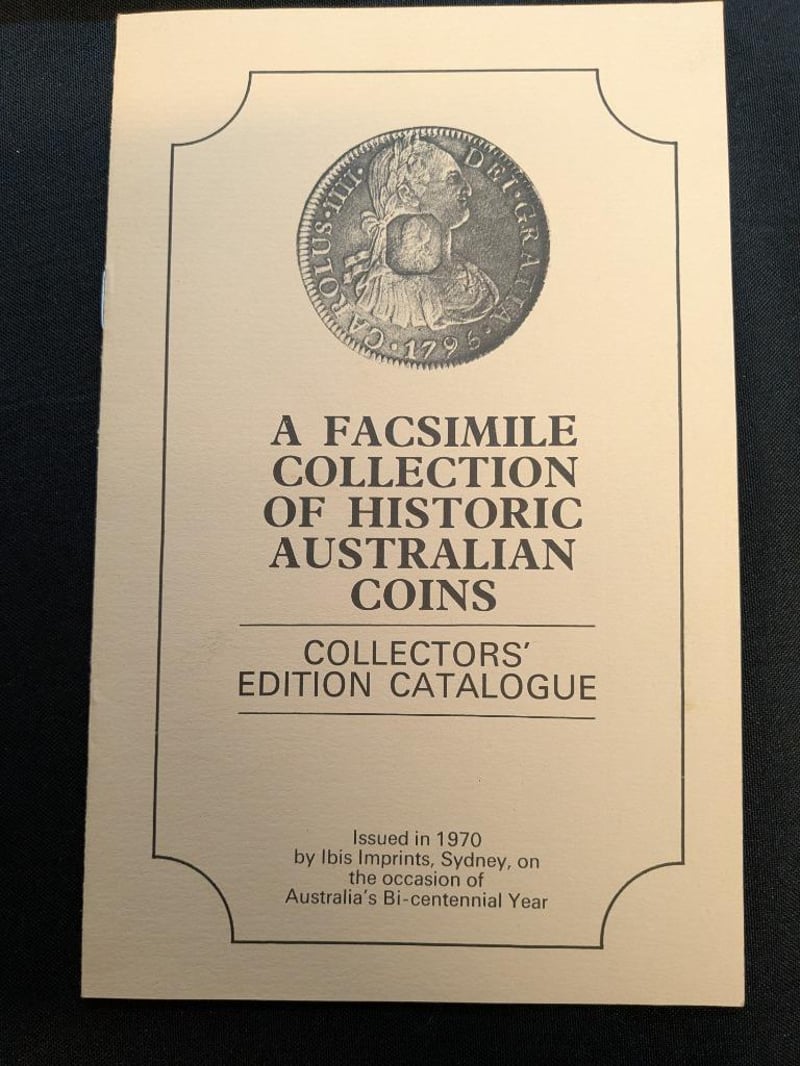 CAROLUS·IIII· DEI·GRATIA·
·1796·
A FACSIMILE
COLLECTION
OF HISTORIC
AUSTRALIAN
COINS
COLLECTORS’
EDITION CATALOGUE
Issued in 1970
by Ibis Imprints, Sydney, on
the occasion of
Australia’s Bi-centennial Year